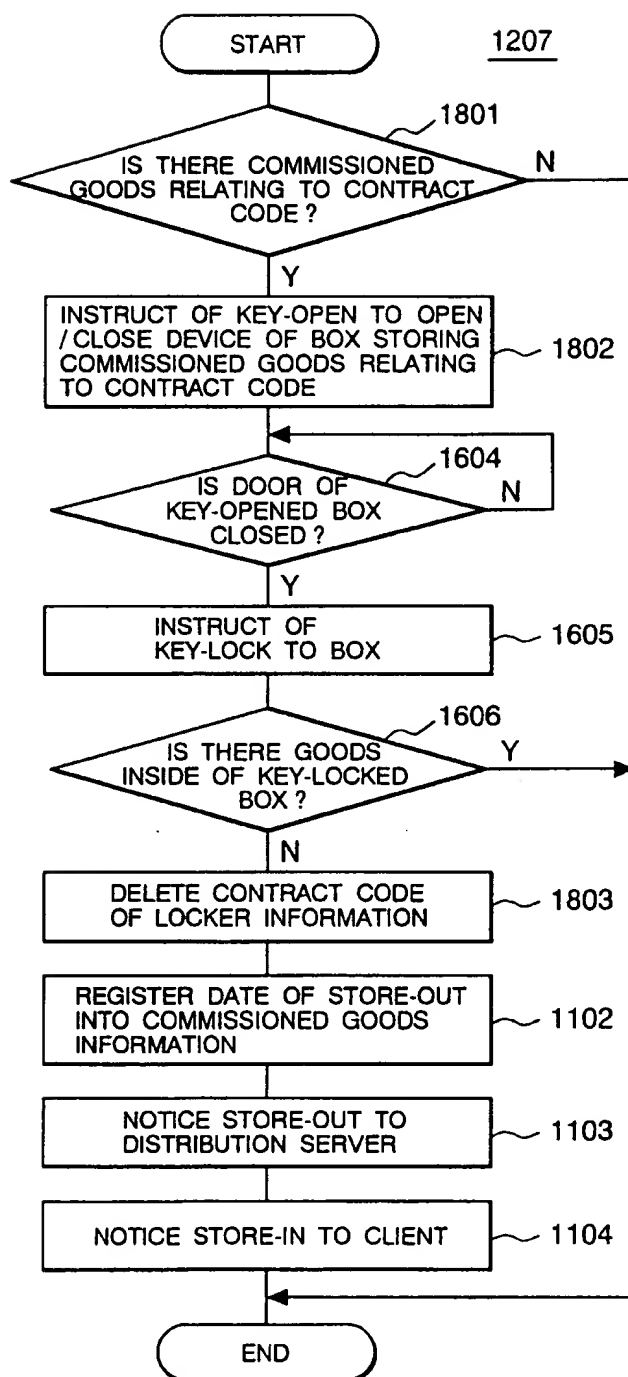 START
1207
1801
IS THERE COMMISSIONED
GOODS RELATING TO CONTRACT
CODE ?
N
Y
INSTRUCT OF KEY-OPEN TO OPEN
/ CLOSE DEVICE OF BOX STORING
COMMISSIONED GOODS RELATING
TO CONTRACT CODE
1802
1604
IS DOOR OF
KEY-OPENED BOX
CLOSED ?
N
Y
INSTRUCT OF
KEY-LOCK TO BOX
1605
1606
IS THERE GOODS
INSIDE OF KEY-LOCKED
BOX ?
Y
N
DELETE CONTRACT CODE
OF LOCKER INFORMATION
1803
REGISTER DATE OF STORE-OUT
INTO COMMISSIONED GOODS
INFORMATION
1102
NOTICE STORE-OUT TO
DISTRIBUTION SERVER
1103
NOTICE STORE-IN TO CLIENT
1104
END